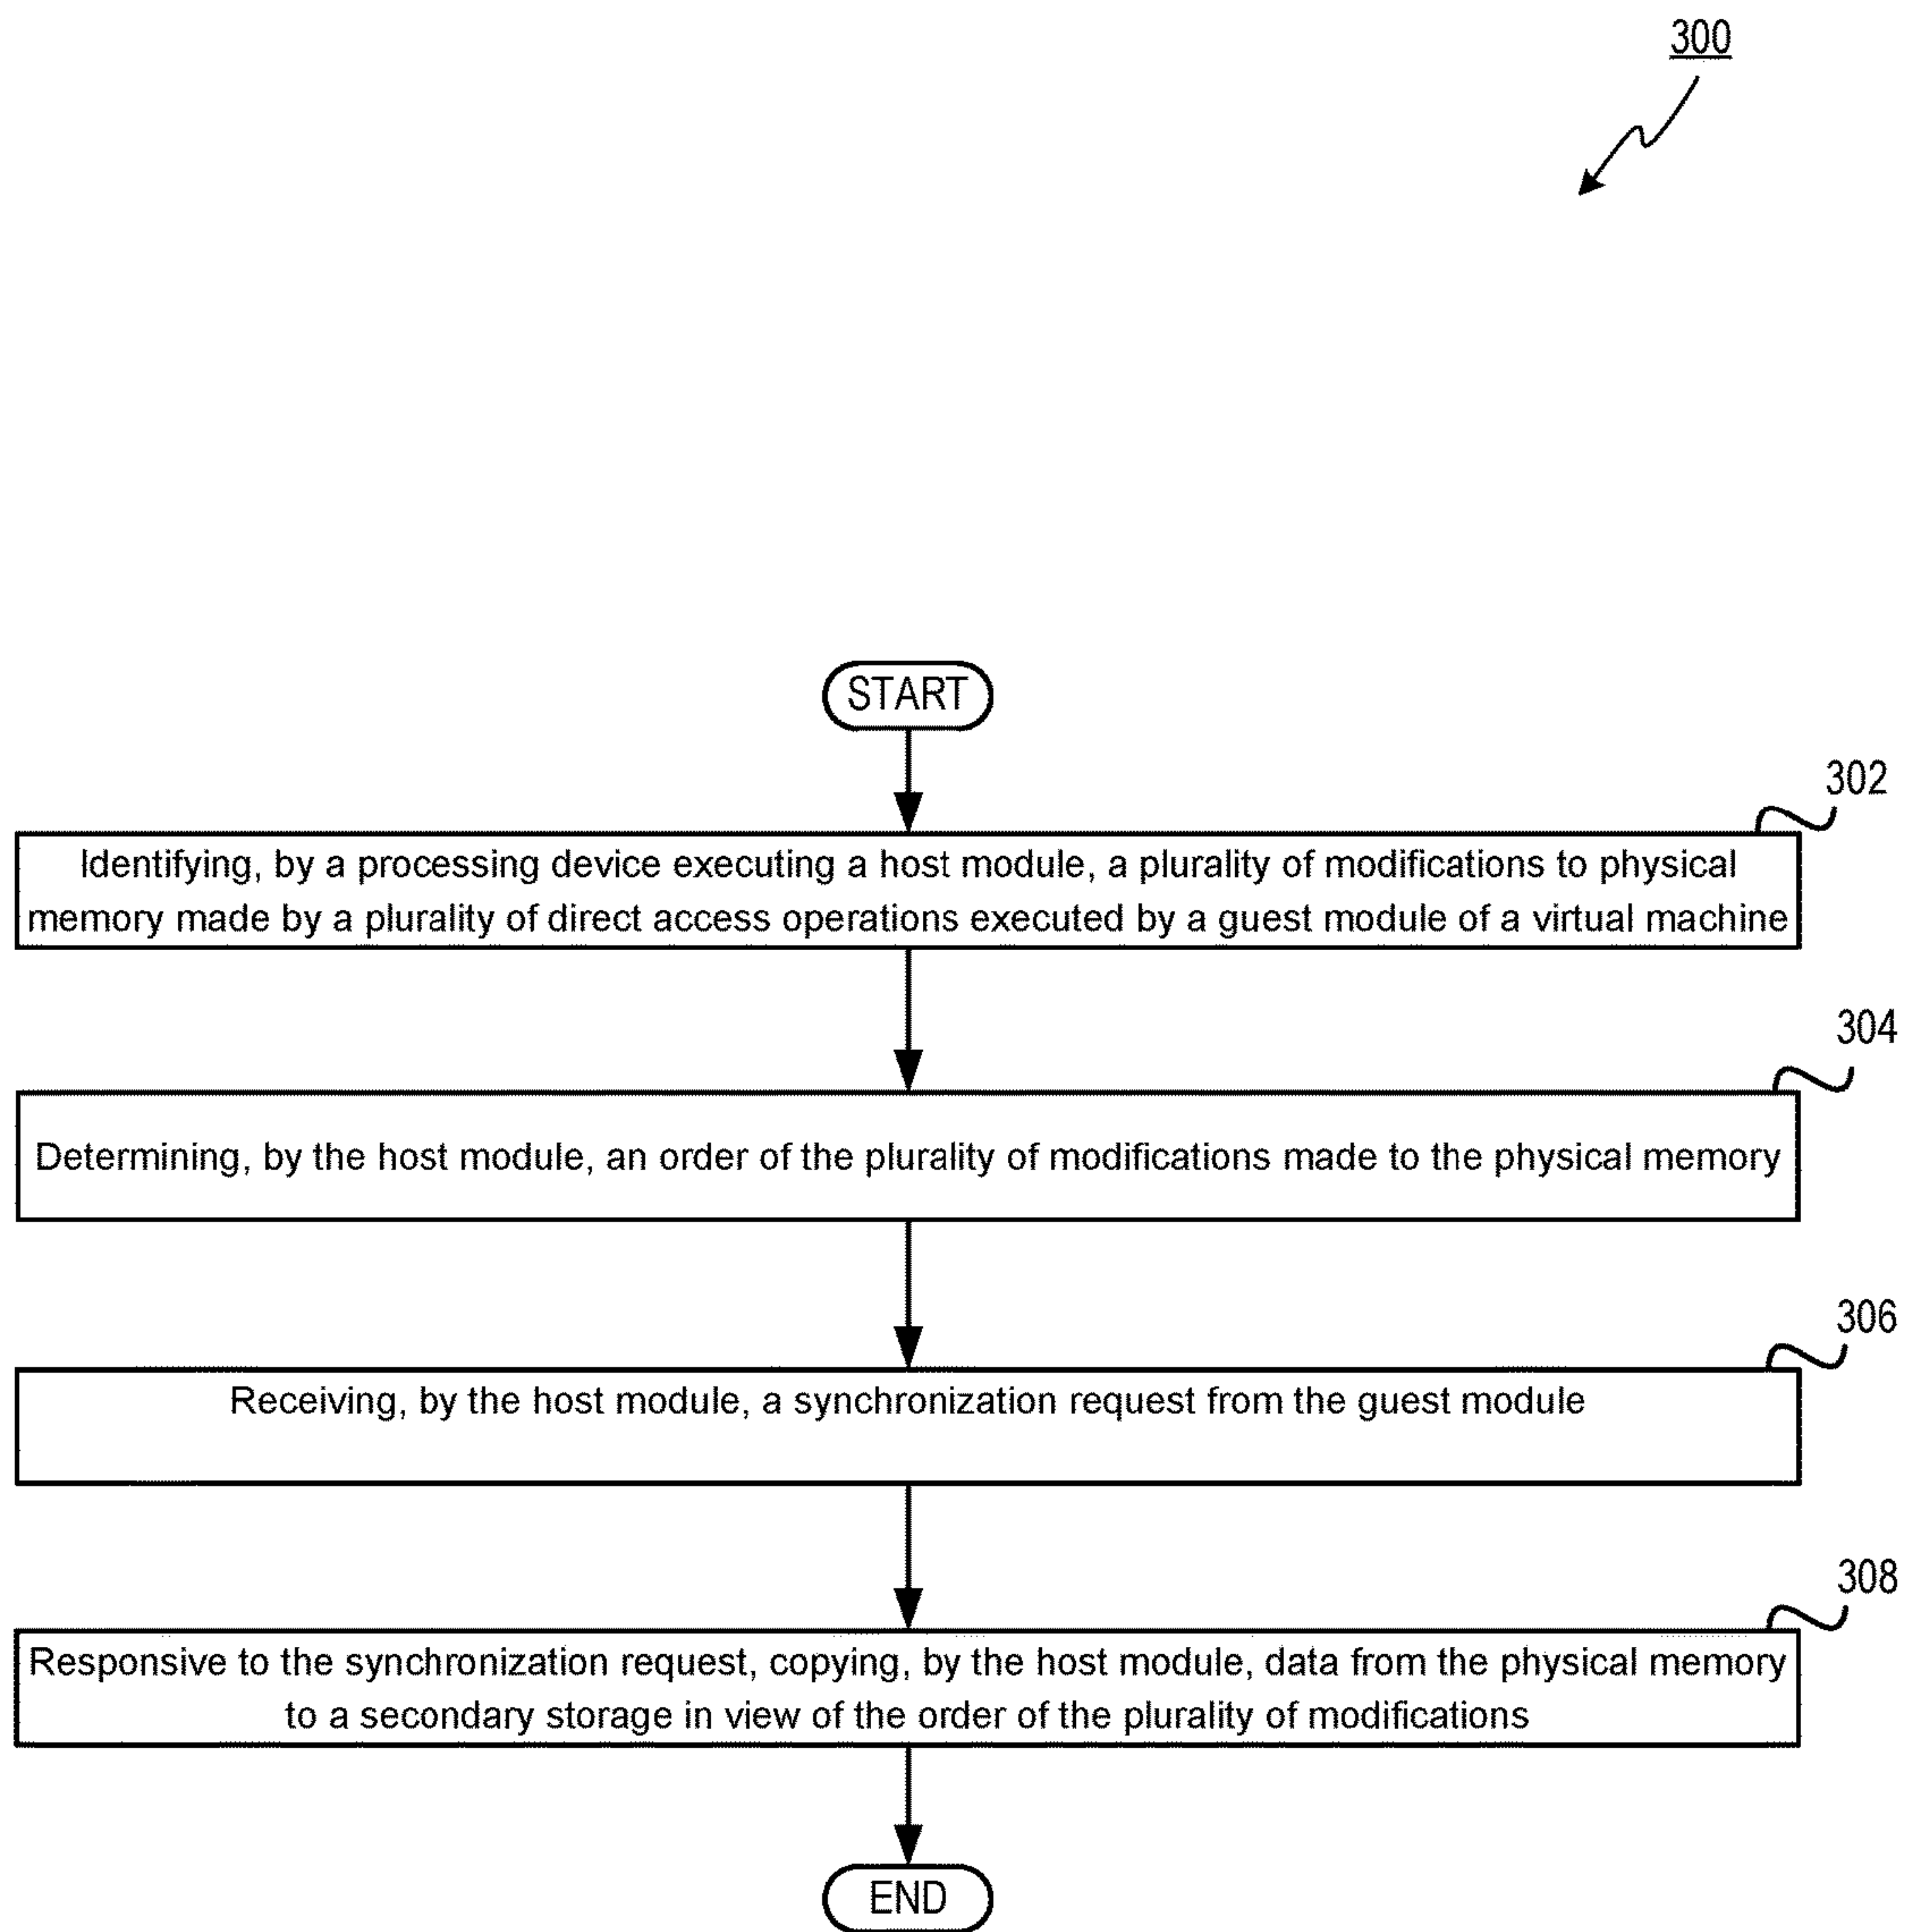 300
START
302
Identifying, by a processing device executing a host module, a plurality of modifications to physical
memory made by a plurality of direct access operations executed by a guest module of a virtual machine
304
Determining, by the host module, an order of the plurality of modifications made to the physical memory
306
Receiving, by the host module, a synchronization request from the guest module
308
Responsive to the synchronization request, copying, by the host module, data from the physical memory
to a secondary storage in view of the order of the plurality of modifications
END